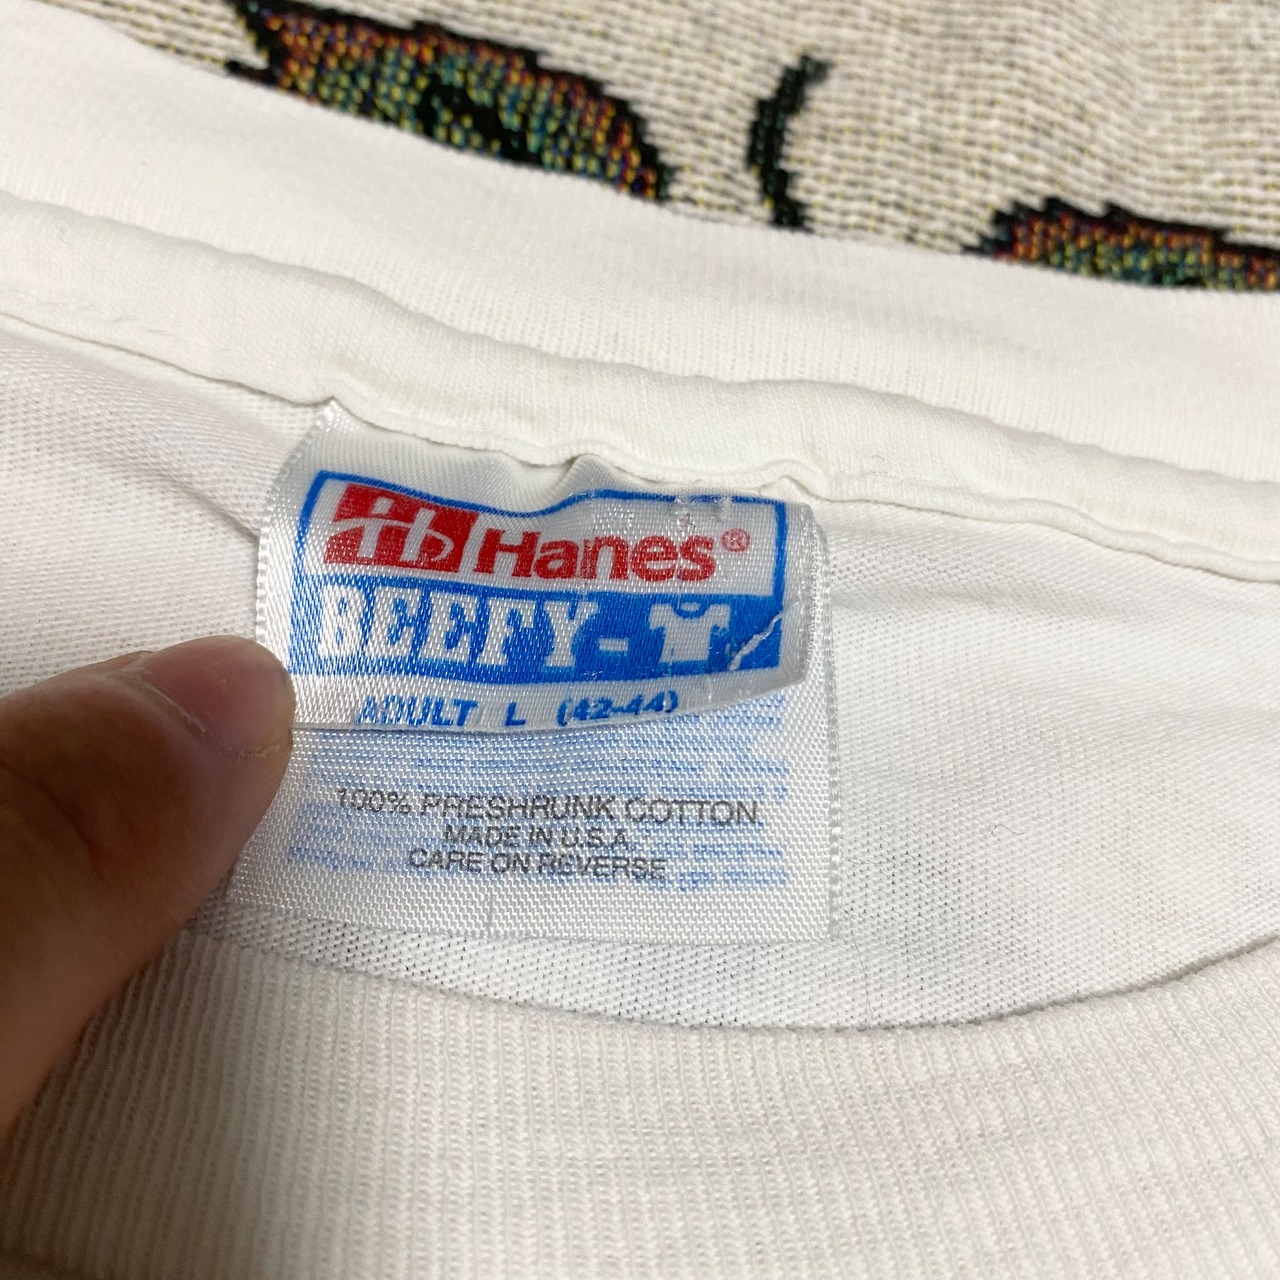 Hanes®
BEEFY-
ADULT L (42-44)
100% PRESHRUNK COTTON
MADE IN U.S.A.
CARE ON REVERSE